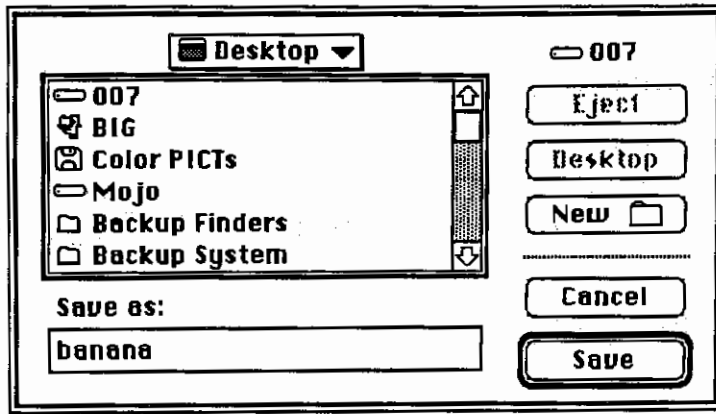 Desktop
007
007
BIG
Color PICTs
Mojo
Backup Finders
Backup System
Eject
Desktop
New
Cancel
Save
Save as:
banana